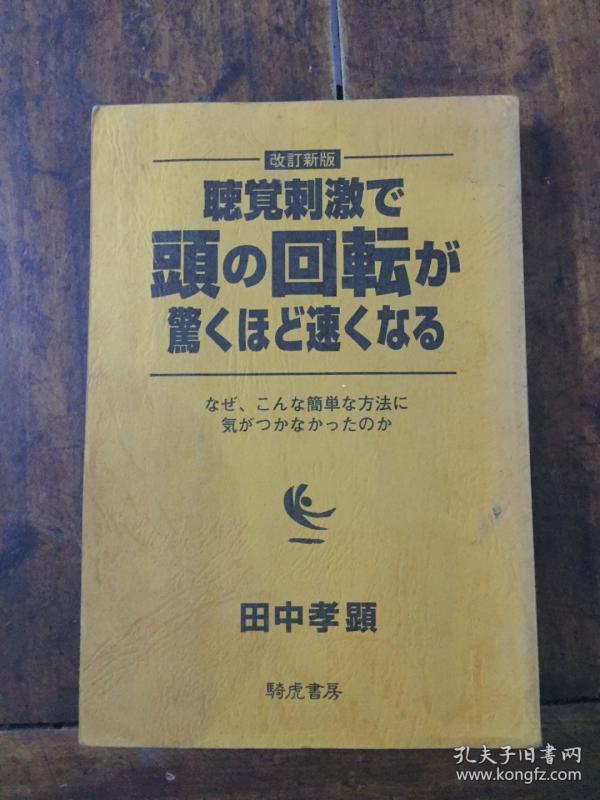 改訂新版
聴覚刺激で
頭の回転が
驚くほど速くなる
なぜ、こんな簡単な方法に
気がつかなかったのか
田中孝顕
騎虎書房
孔夫子旧书网
www.kongfz.com